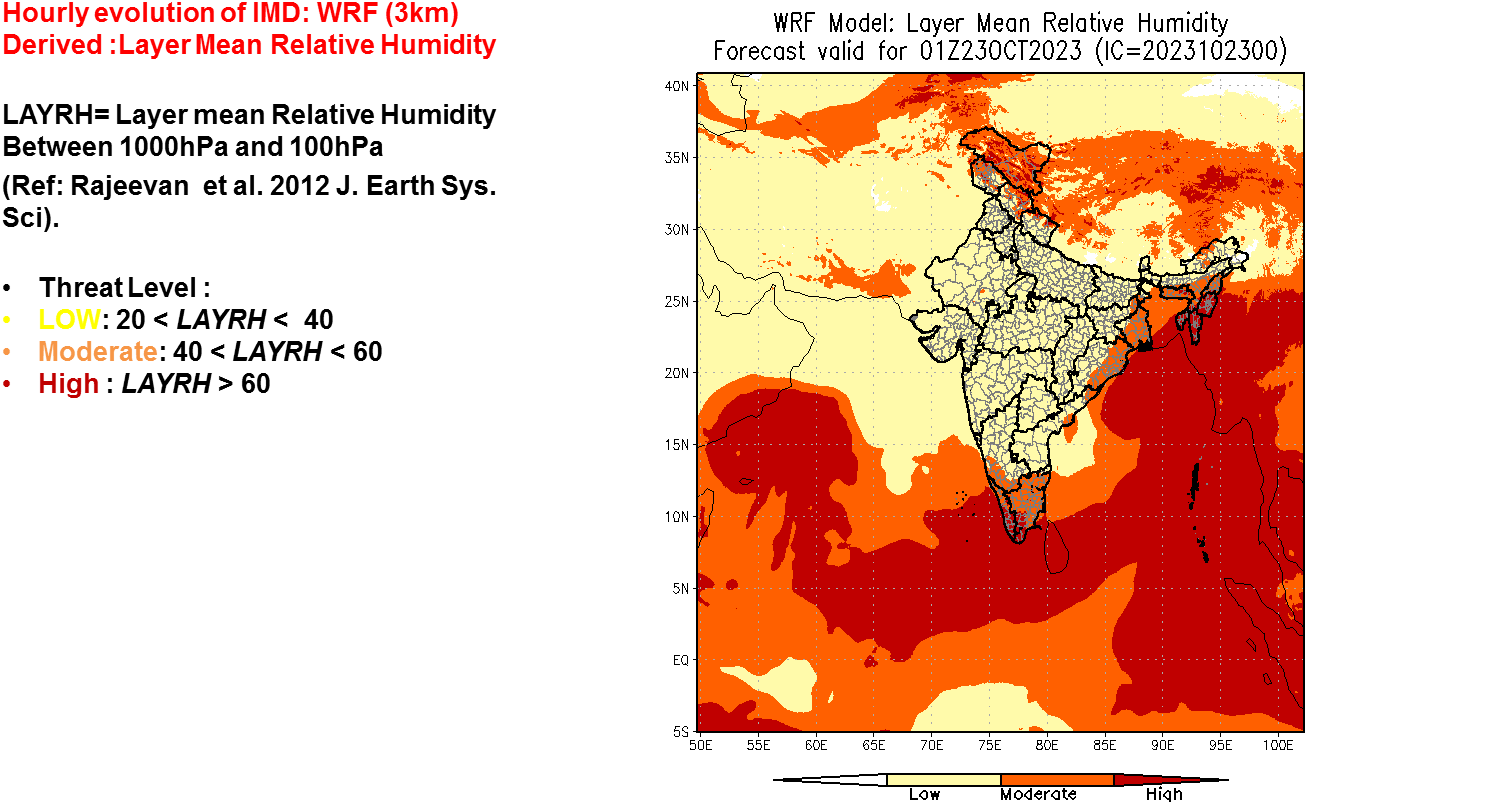 Hourly evolution of IMD: WRF (3km)
Derived :Layer Mean Relative Humidity
LAYRH= Layer mean Relative Humidity
Between 1000hPa and 100hPa
(Ref: Rajeevan et al. 2012 J. Earth Sys.
Sci).
• Threat Level :
• LOW: 20 < LAYRH < 40
• Moderate: 40 < LAYRH < 60
• High : LAYRH > 60
WRF Model: Layer Mean Relative Humidity
Forecast valid for 01Z23OCT2023 (IC=2023102300)
40N
35N
30N
25N
20N
15N
10N
5N
EQ
5S
50E 55E 60E 65E 70E 75E 80E 85E 90E 95E 100E
Low Moderate High